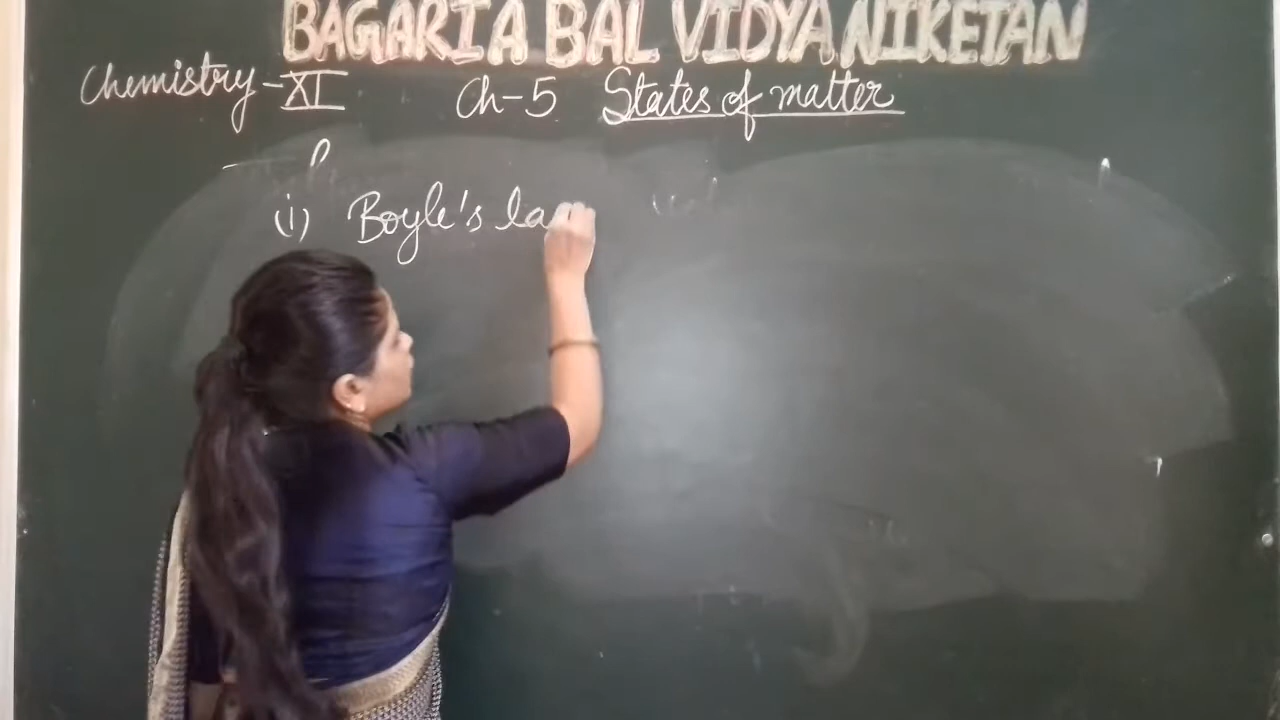 BAGARIA BAL VIDYA NIKETAN
Chemistry-XI Ch-5 States of matter
(i) Boyle's la